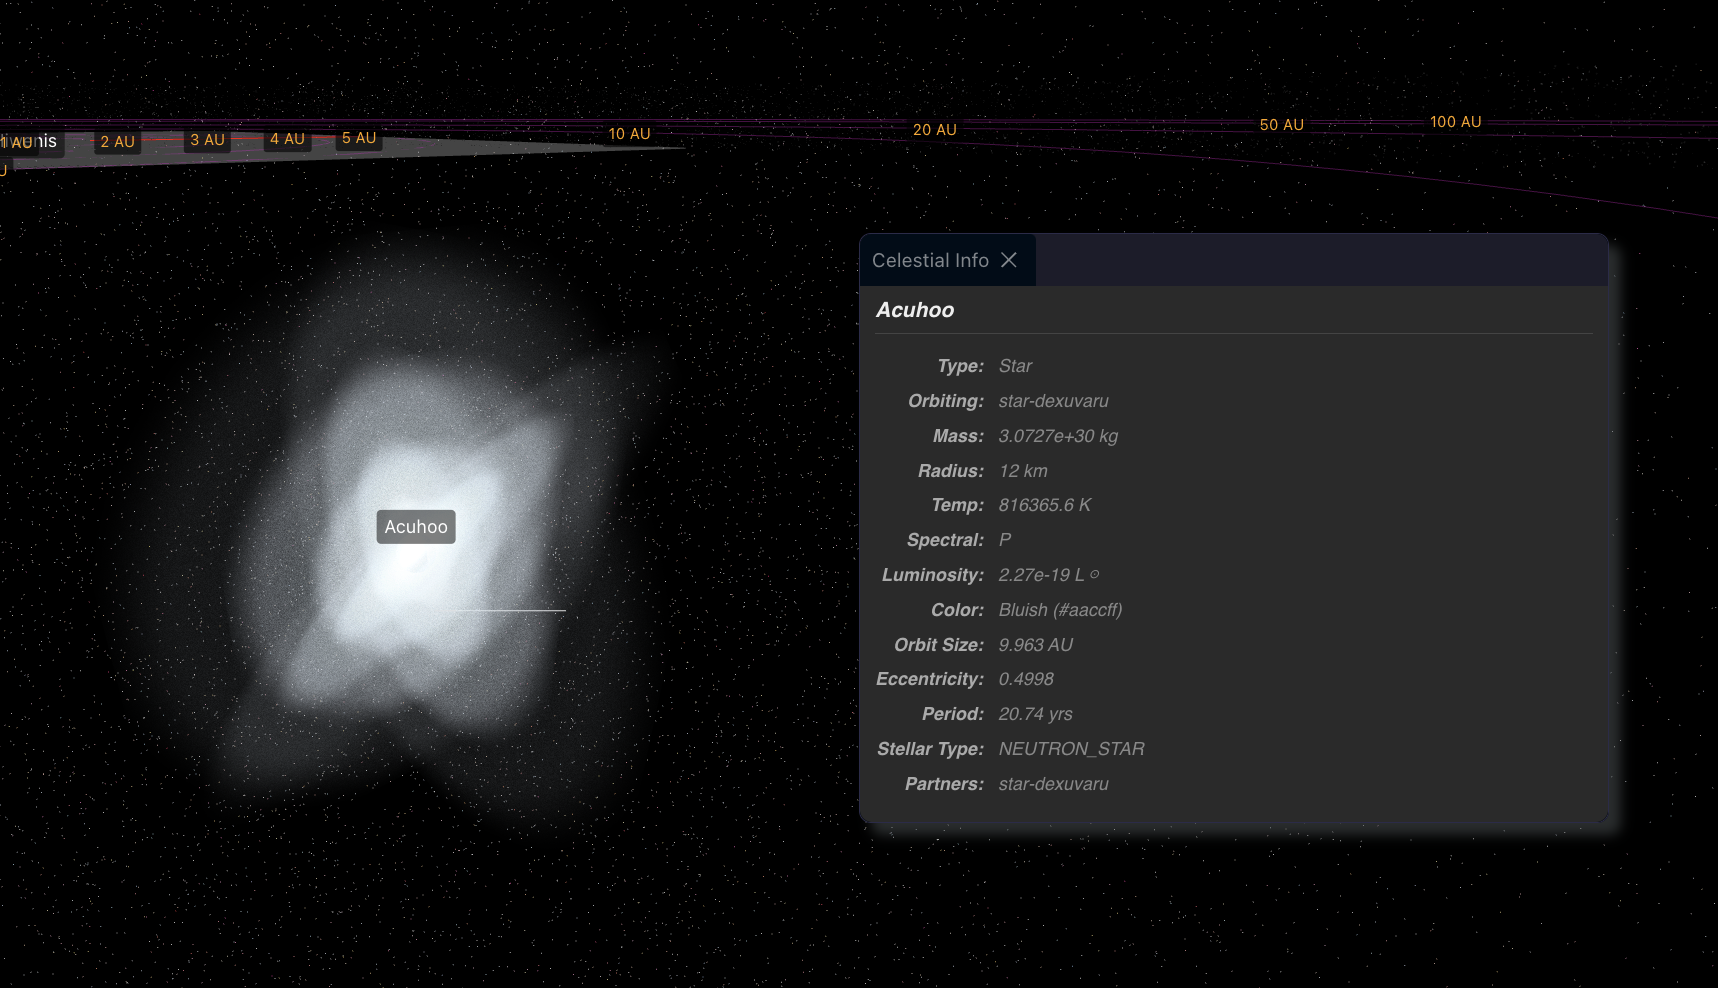 1 AU
nis
2 AU
3 AU
4 AU
5 AU
10 AU
20 AU
50 AU
100 AU
U
Celestial Info
Acuhoo
Type: Star
Orbiting: star-dexuvaru
Mass: 3.0727e+30 kg
Radius: 12 km
Temp: 816365.6 K
Spectral: P
Luminosity: 2.27e-19 L☉
Color: Bluish (#aaccff)
Orbit Size: 9.963 AU
Eccentricity: 0.4998
Period: 20.74 yrs
Stellar Type: NEUTRON_STAR
Partners: star-dexuvaru
Acuhoo